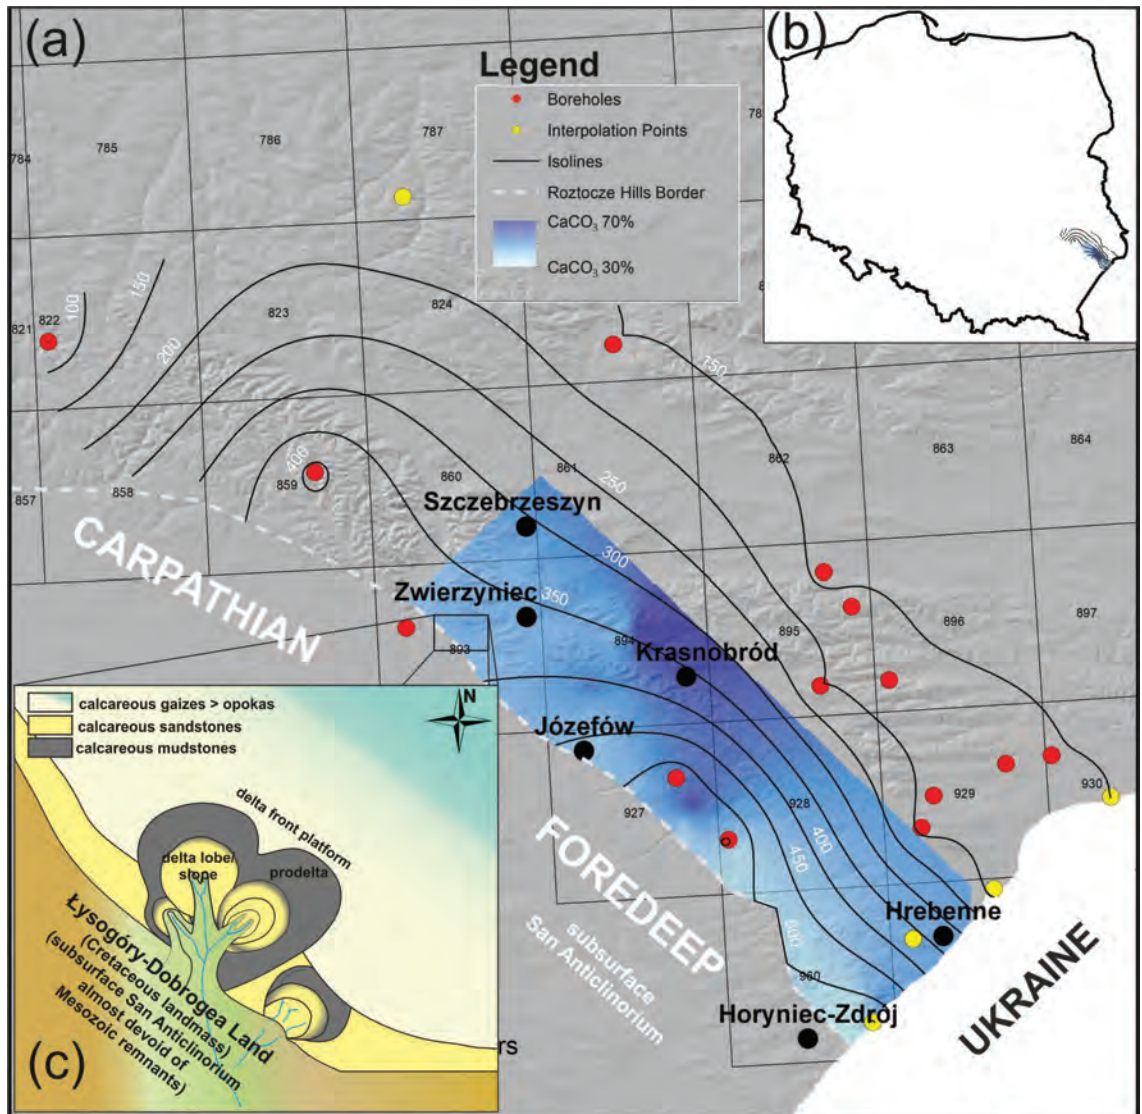 (a)
(b)
Legend
Boreholes
Interpolation Points
Isolines
Roztocze Hills Border
CaCO₃ 70%
CaCO₃ 30%
784
785
786
787
821
822
823
824
100
150
200
150
250
300
350
400
857
858
859
860
861
862
863
864
Szczebrzeszyn
Zwierzyniec
Krasnobród
Józefów
Hrebenne
Horyniec-Zdrój
893
894
895
896
897
927
928
929
930
960
400
450
600
CARPATHIAN
FOREDEEP
subsurface
San Anticlinorium
UKRAINE
calcareous gaizes > opokas
calcareous sandstones
calcareous mudstones
N
delta front platform
delta lobe/
slope
prodelta
Łysogóry-Dobrogea Land
(Cretaceous landmass)
(subsurface San Anticlinorium
almost devoid of
Mesozoic remnants)
(c)
rs